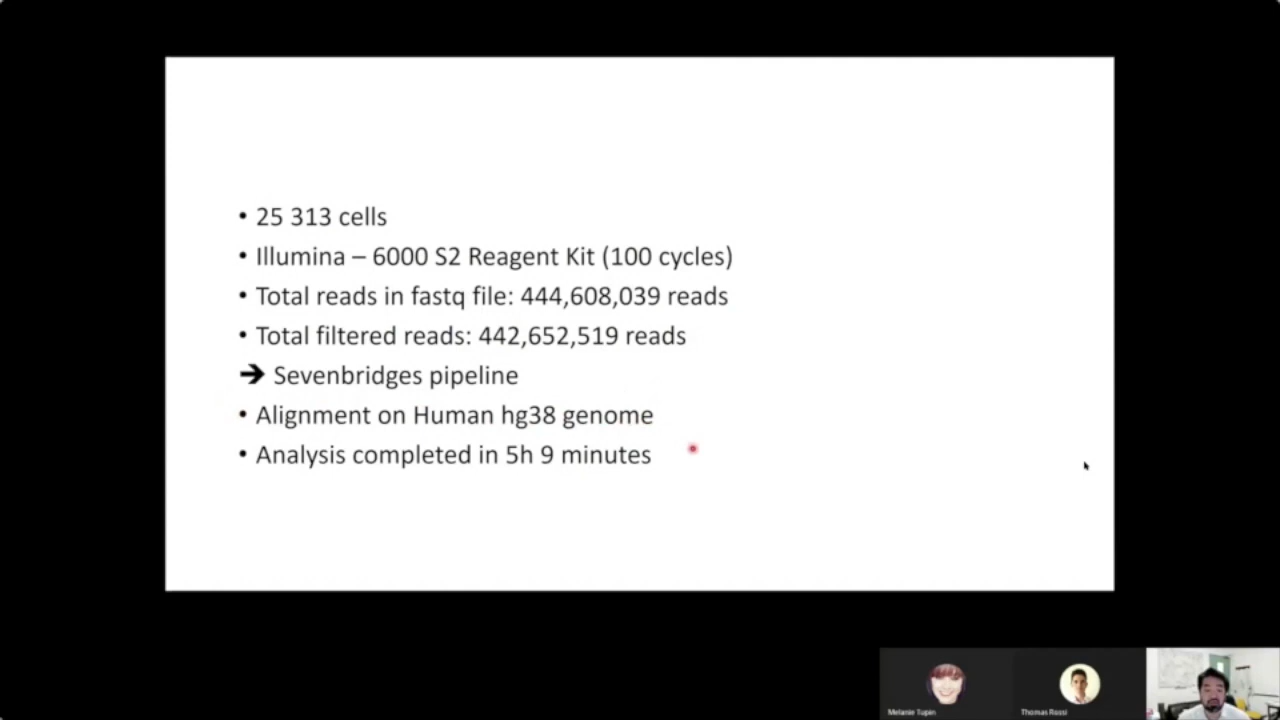 • 25 313 cells
• Illumina – 6000 S2 Reagent Kit (100 cycles)
• Total reads in fastq file: 444,608,039 reads
• Total filtered reads: 442,652,519 reads
➔ Sevenbridges pipeline
• Alignment on Human hg38 genome
• Analysis completed in 5h 9 minutes
Melanie Tupin
Thomas Rossi